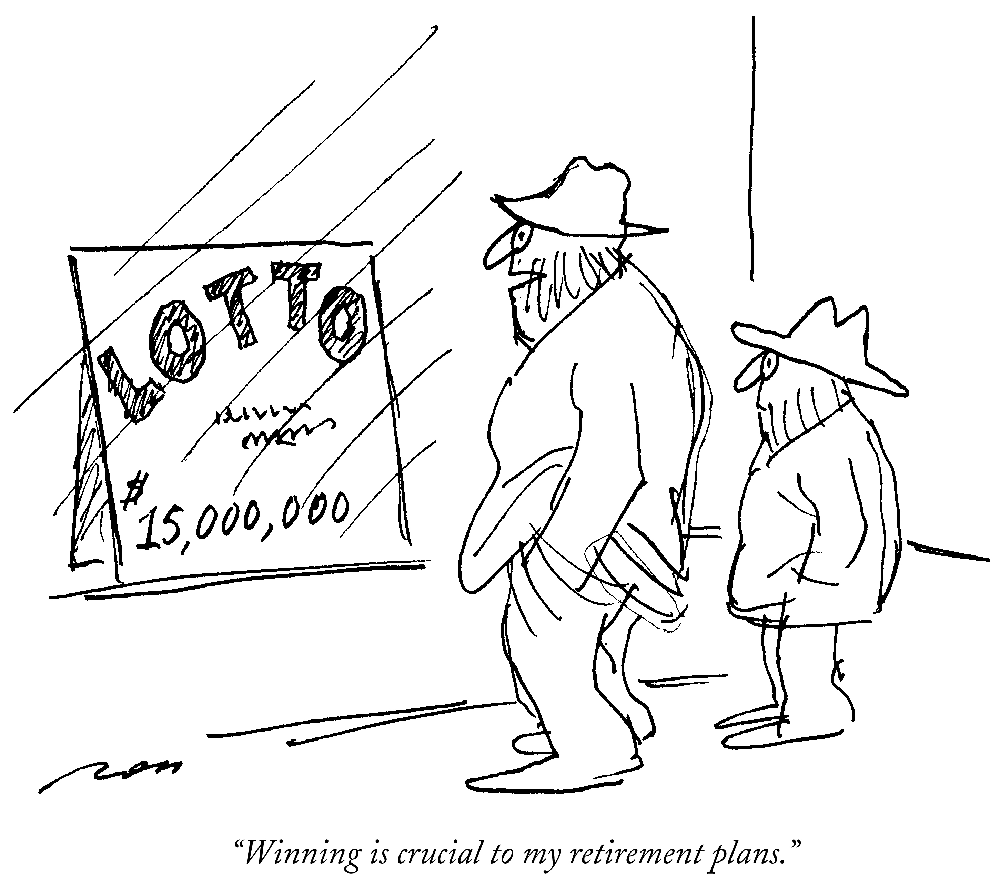 LOTTO
$
15,000,000
“Winning is crucial to my retirement plans.”